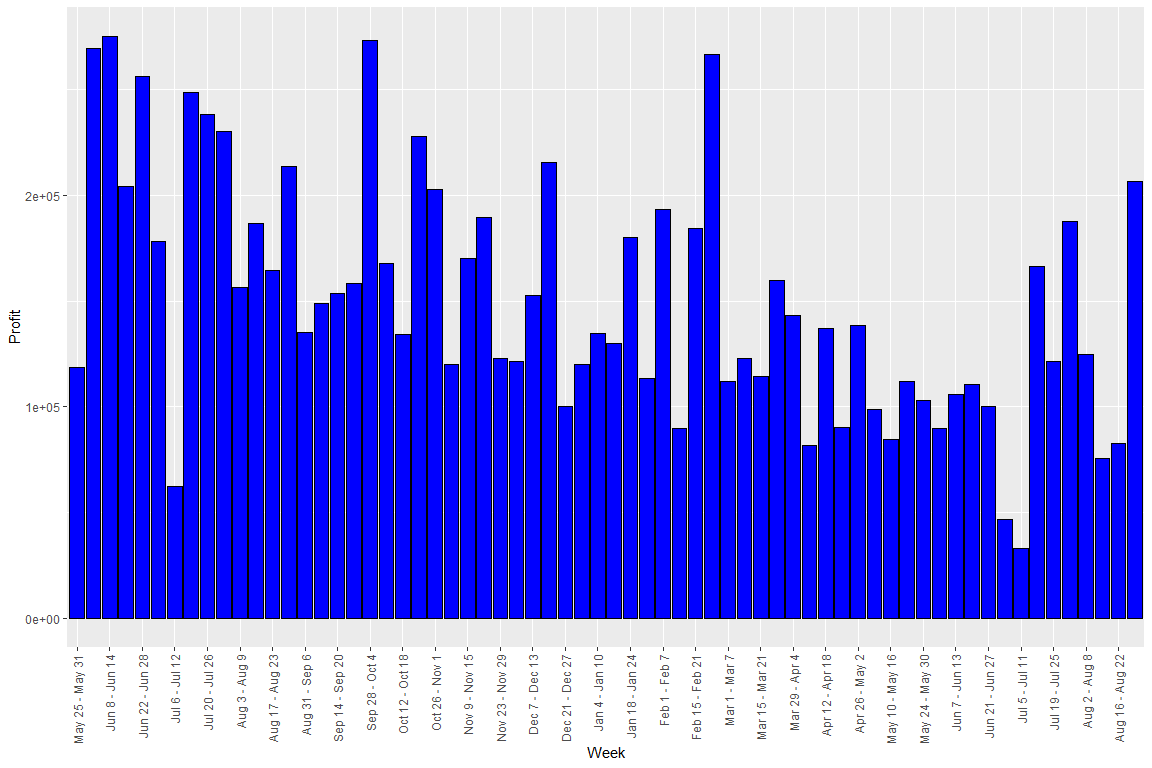 Profit
2e+05
1e+05
0e+00
May 25 - May 31
Jun 8 - Jun 14
Jun 22 - Jun 28
Jul 6 - Jul 12
Jul 20 - Jul 26
Aug 3 - Aug 9
Aug 17 - Aug 23
Aug 31 - Sep 6
Sep 14 - Sep 20
Sep 28 - Oct 4
Oct 12 - Oct 18
Oct 26 - Nov 1
Nov 9 - Nov 15
Nov 23 - Nov 29
Dec 7 - Dec 13
Dec 21 - Dec 27
Jan 4 - Jan 10
Jan 18 - Jan 24
Feb 1 - Feb 7
Feb 15 - Feb 21
Mar 1 - Mar 7
Mar 15 - Mar 21
Mar 29 - Apr 4
Apr 12 - Apr 18
Apr 26 - May 2
May 10 - May 16
May 24 - May 30
Jun 7 - Jun 13
Jun 21 - Jun 27
Jul 5 - Jul 11
Jul 19 - Jul 25
Aug 2 - Aug 8
Aug 16 - Aug 22
Week